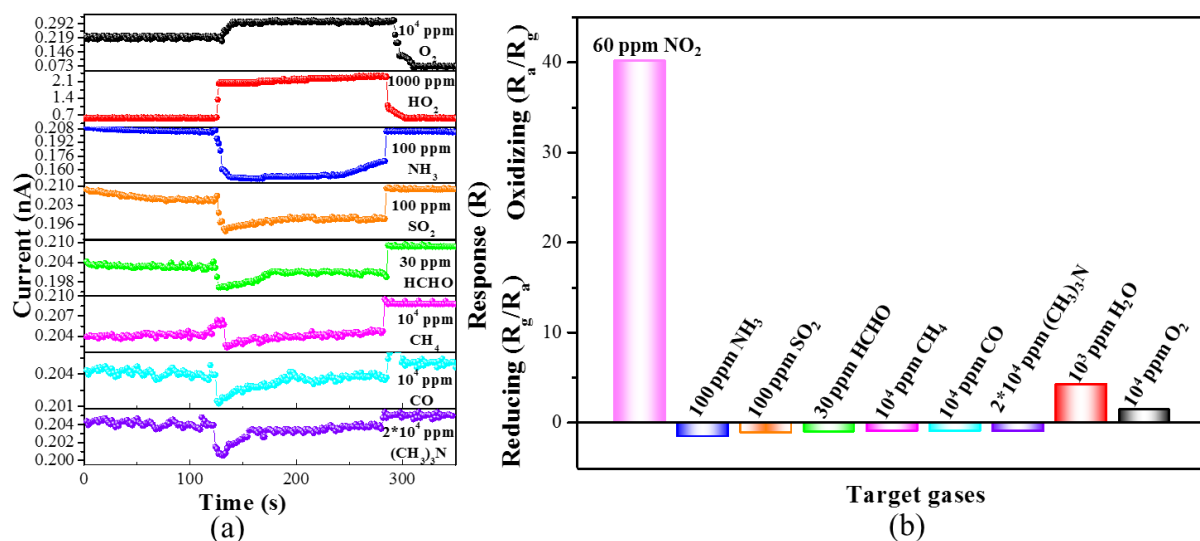 Current (nA)
0.292
0.219
0.146
0.073
10⁴ ppm
O₂
2.1
1.4
0.7
1000 ppm
HO₂
0.208
0.192
0.176
0.160
100 ppm
NH₃
0.210
0.203
0.196
100 ppm
SO₂
0.210
0.204
0.198
30 ppm
HCHO
0.210
0.207
0.204
10⁴ ppm
CH₄
0.204
0.201
10⁴ ppm
CO
0.204
0.202
0.200
2*10⁴ ppm
(CH₃)₃N
0 100 200 300
Time (s)
(a)
Response (R)
Reducing (Rg/Ra) Oxidizing (Ra/Rg)
40
30
20
10
0
60 ppm NO₂
100 ppm NH₃
100 ppm SO₂
30 ppm HCHO
10⁴ ppm CH₄
10⁴ ppm CO
2*10⁴ ppm (CH₃)₃N
10³ ppm H₂O
10⁴ ppm O₂
Target gases
(b)